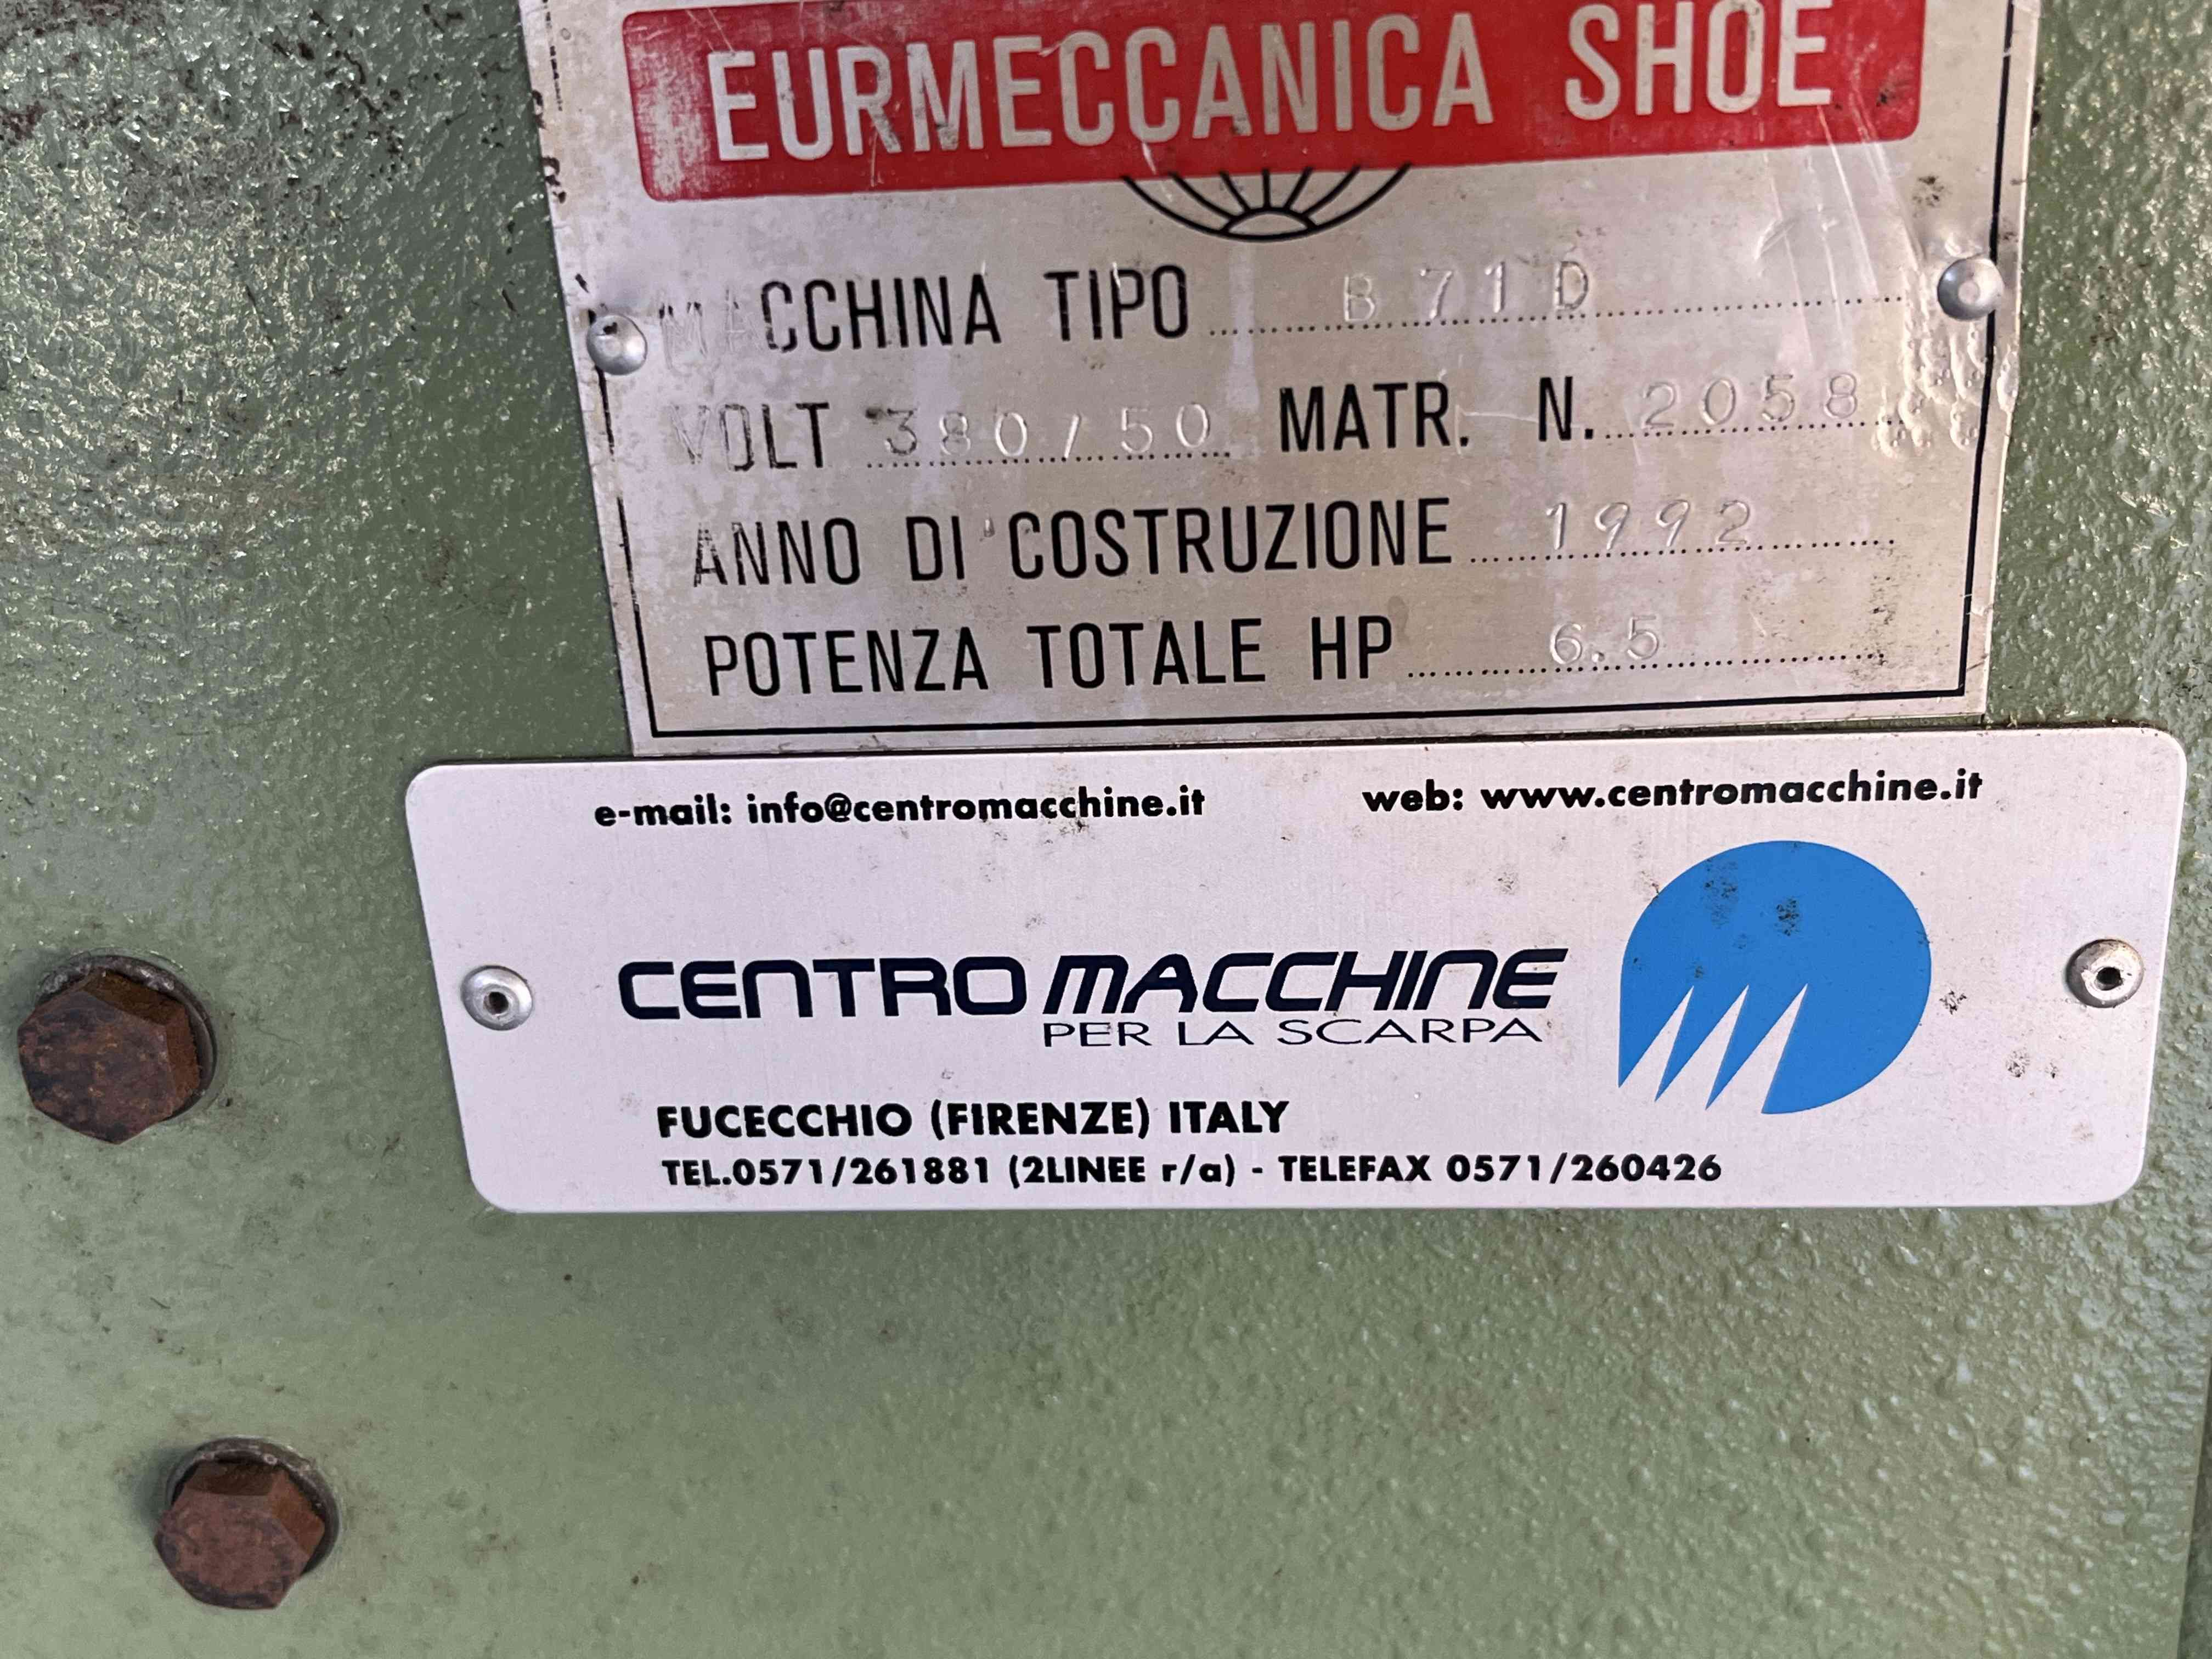 EURMECCANICA SHOE
MACCHINA TIPO B 71 D
VOLT 380/50 MATR. N. 2058
ANNO DI COSTRUZIONE 1992
POTENZA TOTALE HP 6.5
e-mail: info@centromacchine.it web: www.centromacchine.it
CENTRO MACCHINE
PER LA SCARPA
FUCECCHIO (FIRENZE) ITALY
TEL.0571/261881 (2LINEE r/a) - TELEFAX 0571/260426